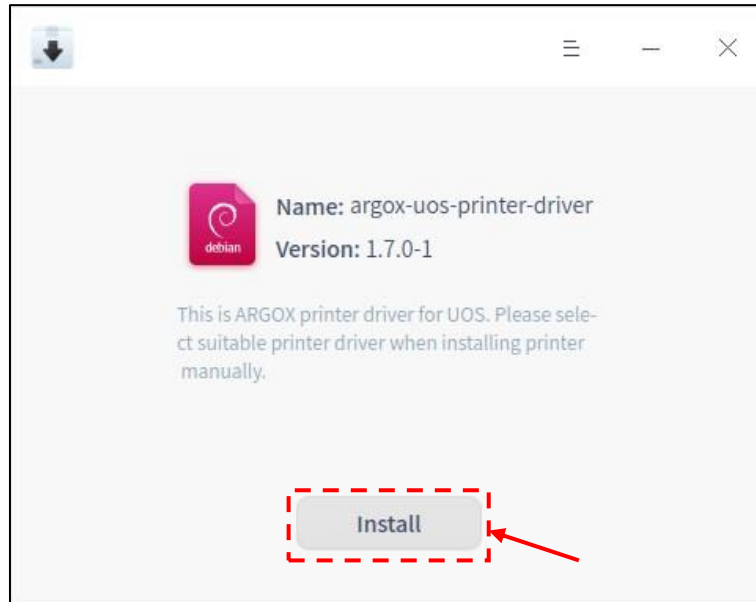 debian
Name: argox-uos-printer-driver
Version: 1.7.0-1
This is ARGOX printer driver for UOS. Please sele-
ct suitable printer driver when installing printer
manually.
Install